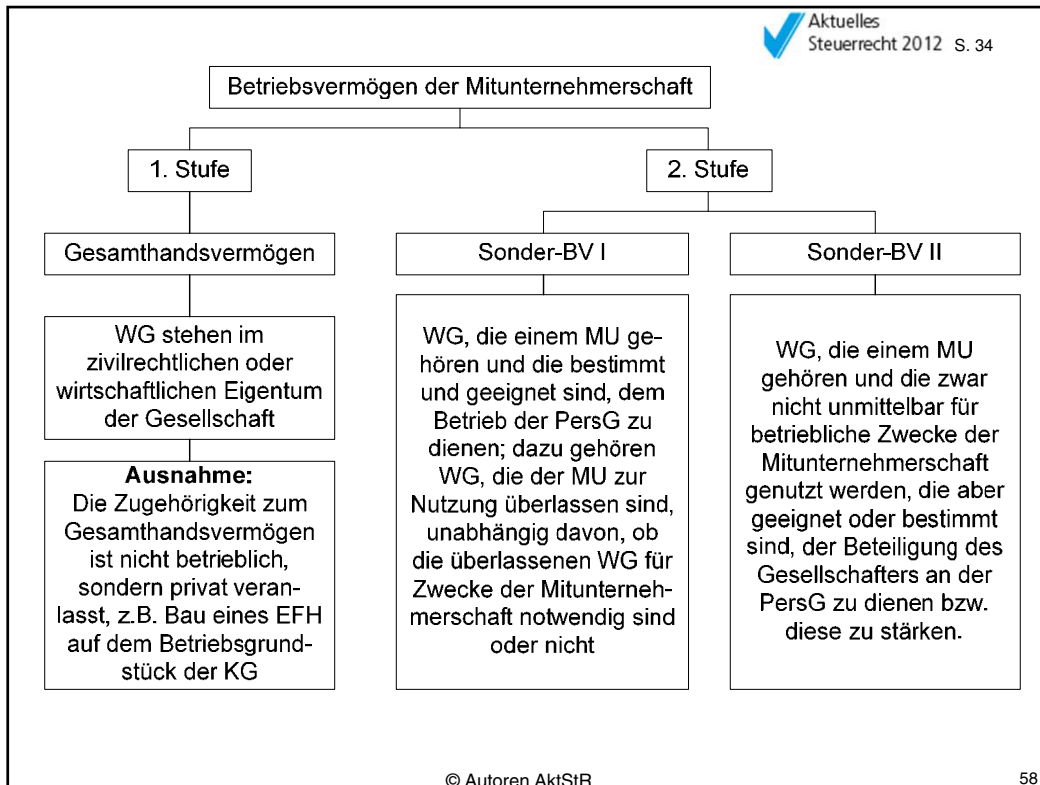 Aktuelles
Steuerrecht 2012 S. 34
Betriebsvermögen der Mitunternehmerschaft
1. Stufe
2. Stufe
Gesamthandsvermögen
Sonder-BV I
Sonder-BV II
WG stehen im
zivilrechtlichen oder
wirtschaftlichen Eigentum
der Gesellschaft
Ausnahme:
Die Zugehörigkeit zum
Gesamthandsvermögen
ist nicht betrieblich,
sondern privat veran-
lasst, z.B. Bau eines EFH
auf dem Betriebsgrund-
stück der KG
WG, die einem MU ge-
hören und die bestimmt
und geeignet sind, dem
Betrieb der PersG zu
dienen; dazu gehören
WG, die der MU zur
Nutzung überlassen sind,
unabhängig davon, ob
die überlassenen WG für
Zwecke der Mitunterneh-
merschaft notwendig sind
oder nicht
WG, die einem MU
gehören und die zwar
nicht unmittelbar für
betriebliche Zwecke der
Mitunternehmerschaft
genutzt werden, die aber
geeignet oder bestimmt
sind, der Beteiligung des
Gesellschafters an der
PersG zu dienen bzw.
diese zu stärken.
© Autoren AktStR
58